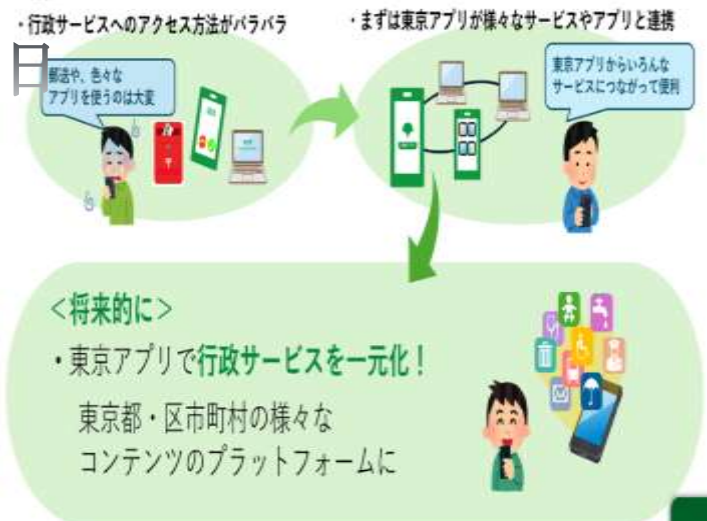 ・行政サービスへのアクセス方法がバラバラ
・まずは東京アプリが様々なサービスやアプリと連携
日
郵送や、色々な
アプリを使うのは大変
東京アプリからいろんな
サービスにつながって便利
＜将来的に＞
・東京アプリで行政サービスを一元化！
東京都・区市町村の様々な
コンテンツのプラットフォームに